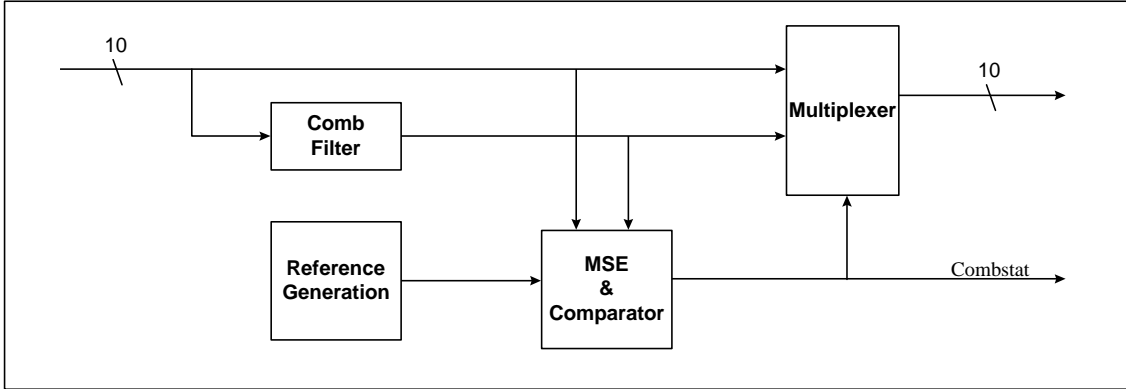 10
Comb
Filter
Multiplexer
10
Reference
Generation
MSE
&
Comparator
Combstat